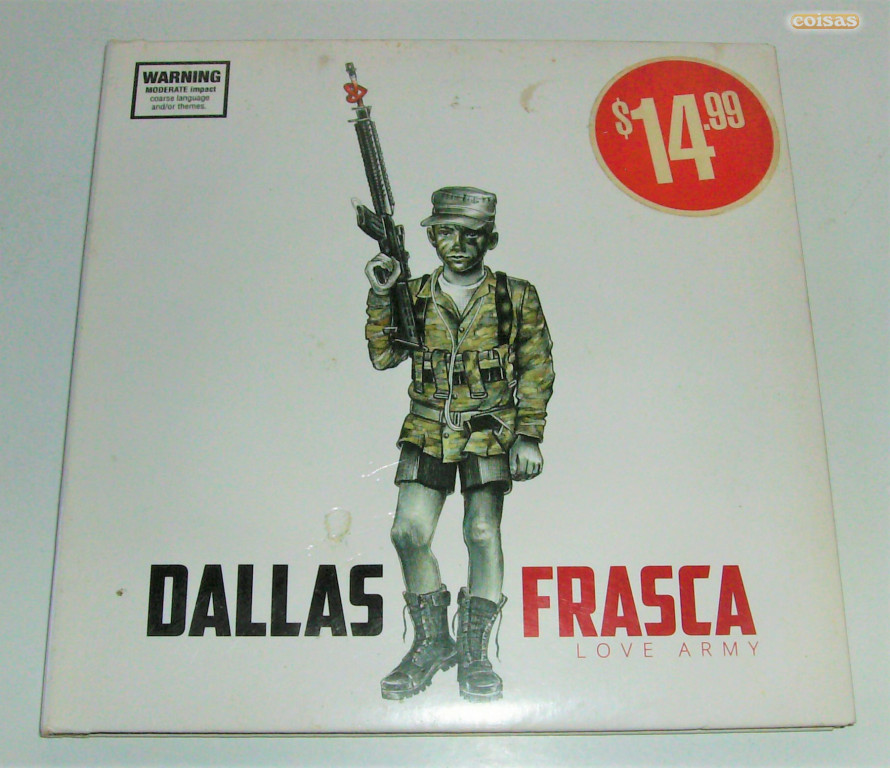 coisas
WARNING
MODERATE impact
coarse language
and/or themes.
$14.99
DALLAS FRASCA
LOVE ARMY